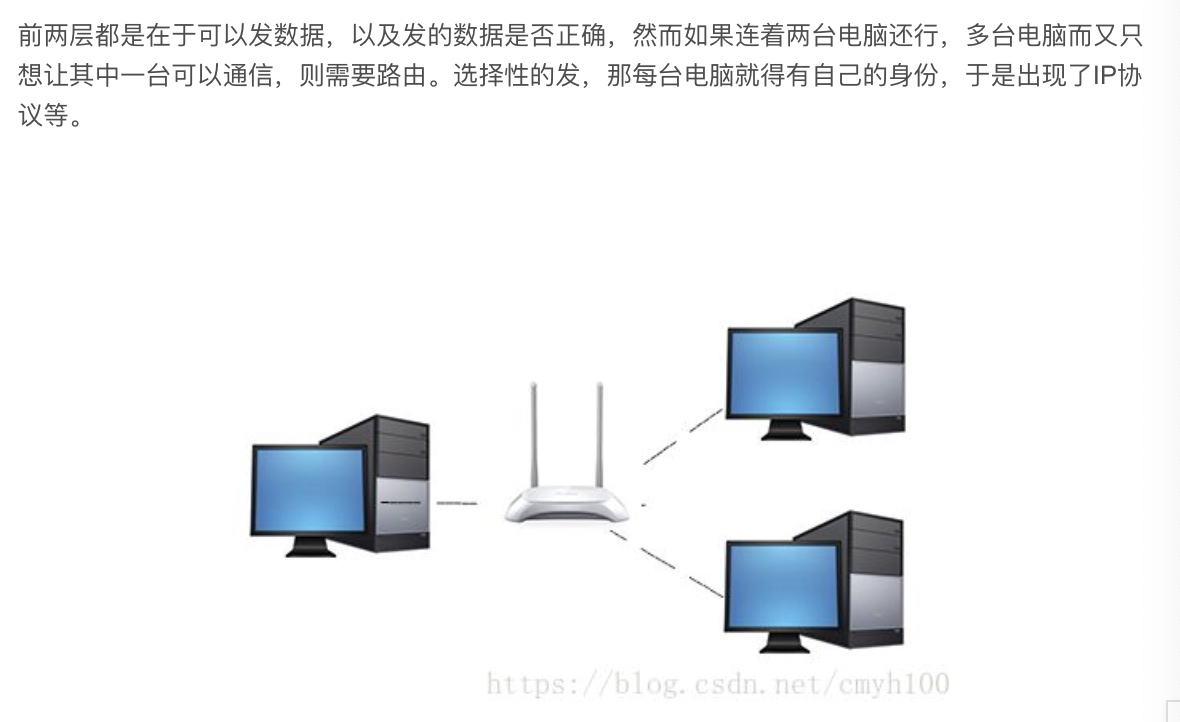 前两层都是在于可以发数据，以及发的数据是否正确，然而如果连着两台电脑还行，多台电脑而又只
想让其中一台可以通信，则需要路由。选择性的发，那每台电脑就得有自己的身份，于是出现了IP协
议等。
https://blog.csdn.net/cmyh100